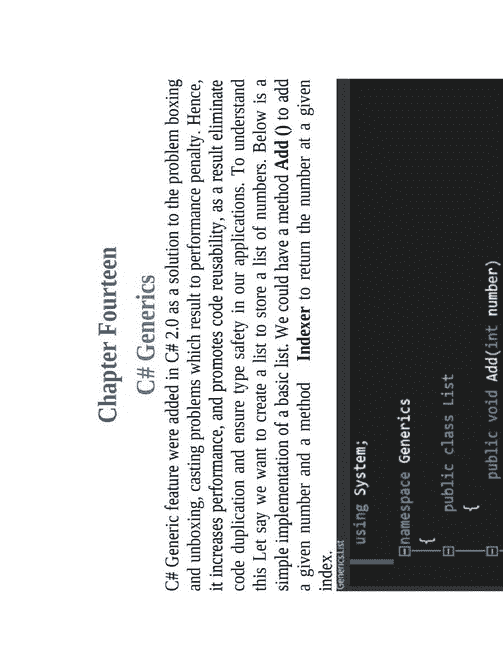 Chapter Fourteen
C# Generics
C# Generic feature were added in C# 2.0 as a solution to the problem boxing
and unboxing, casting problems which result to performance penalty. Hence,
it increases performance, and promotes code reusability, as a result eliminate
code duplication and ensure type safety in our applications. To understand
this Let say we want to create a list to store a list of numbers. Below is a
simple implementation of a basic list. We could have a method Add () to add
a given number and a method Indexer to return the number at a given
index.
Generics.List
using System;
namespace Generics
{
public class List
{
public void Add(int number)